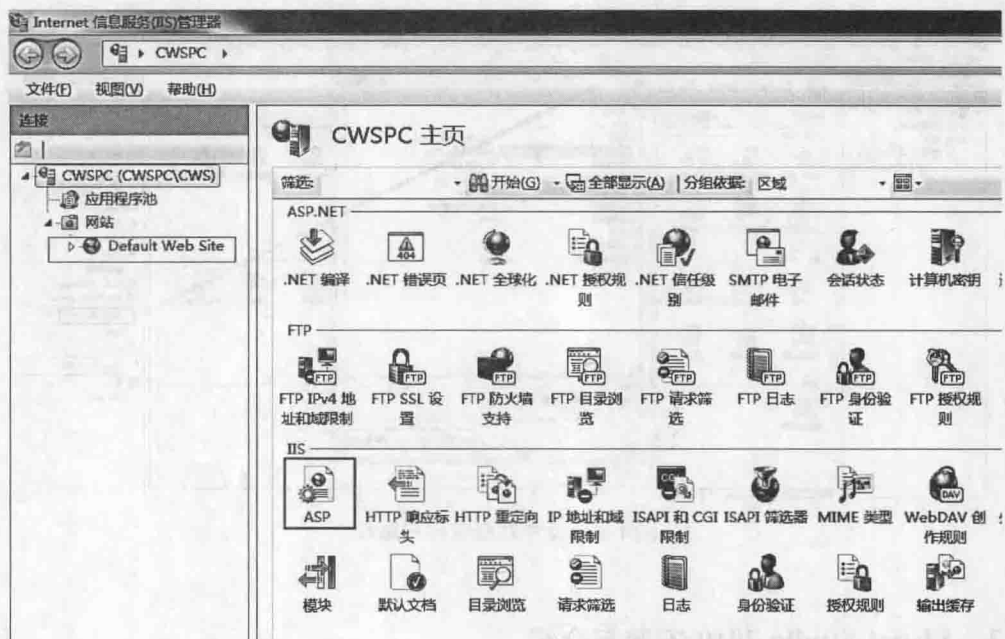 Internet 信息服务(IIS)管理器
CWSPC
文件(F) 视图(V) 帮助(H)
连接
CWSPC (CWSPC\CWS)
应用程序池
网站
Default Web Site
CWSPC 主页
筛选: 开始(G) 全部显示(A) 分组依据: 区域
ASP.NET
.NET 编译 .NET 错误页 .NET 全球化 .NET 授权规则 .NET 信任级别 SMTP 电子邮件 会话状态 计算机密钥
FTP
FTP IPv4 地址和域限制 FTP SSL 设置 FTP 防火墙支持 FTP 目录浏览 FTP 请求筛选 FTP 日志 FTP 身份验证 FTP 授权规则
IIS
ASP HTTP 响应标头 HTTP 重定向 IP 地址和域限制 ISAPI 和 CGI 限制 ISAPI 筛选器 MIME 类型 WebDAV 创作规则
模块 默认文档 目录浏览 请求筛选 日志 身份验证 授权规则 输出缓存